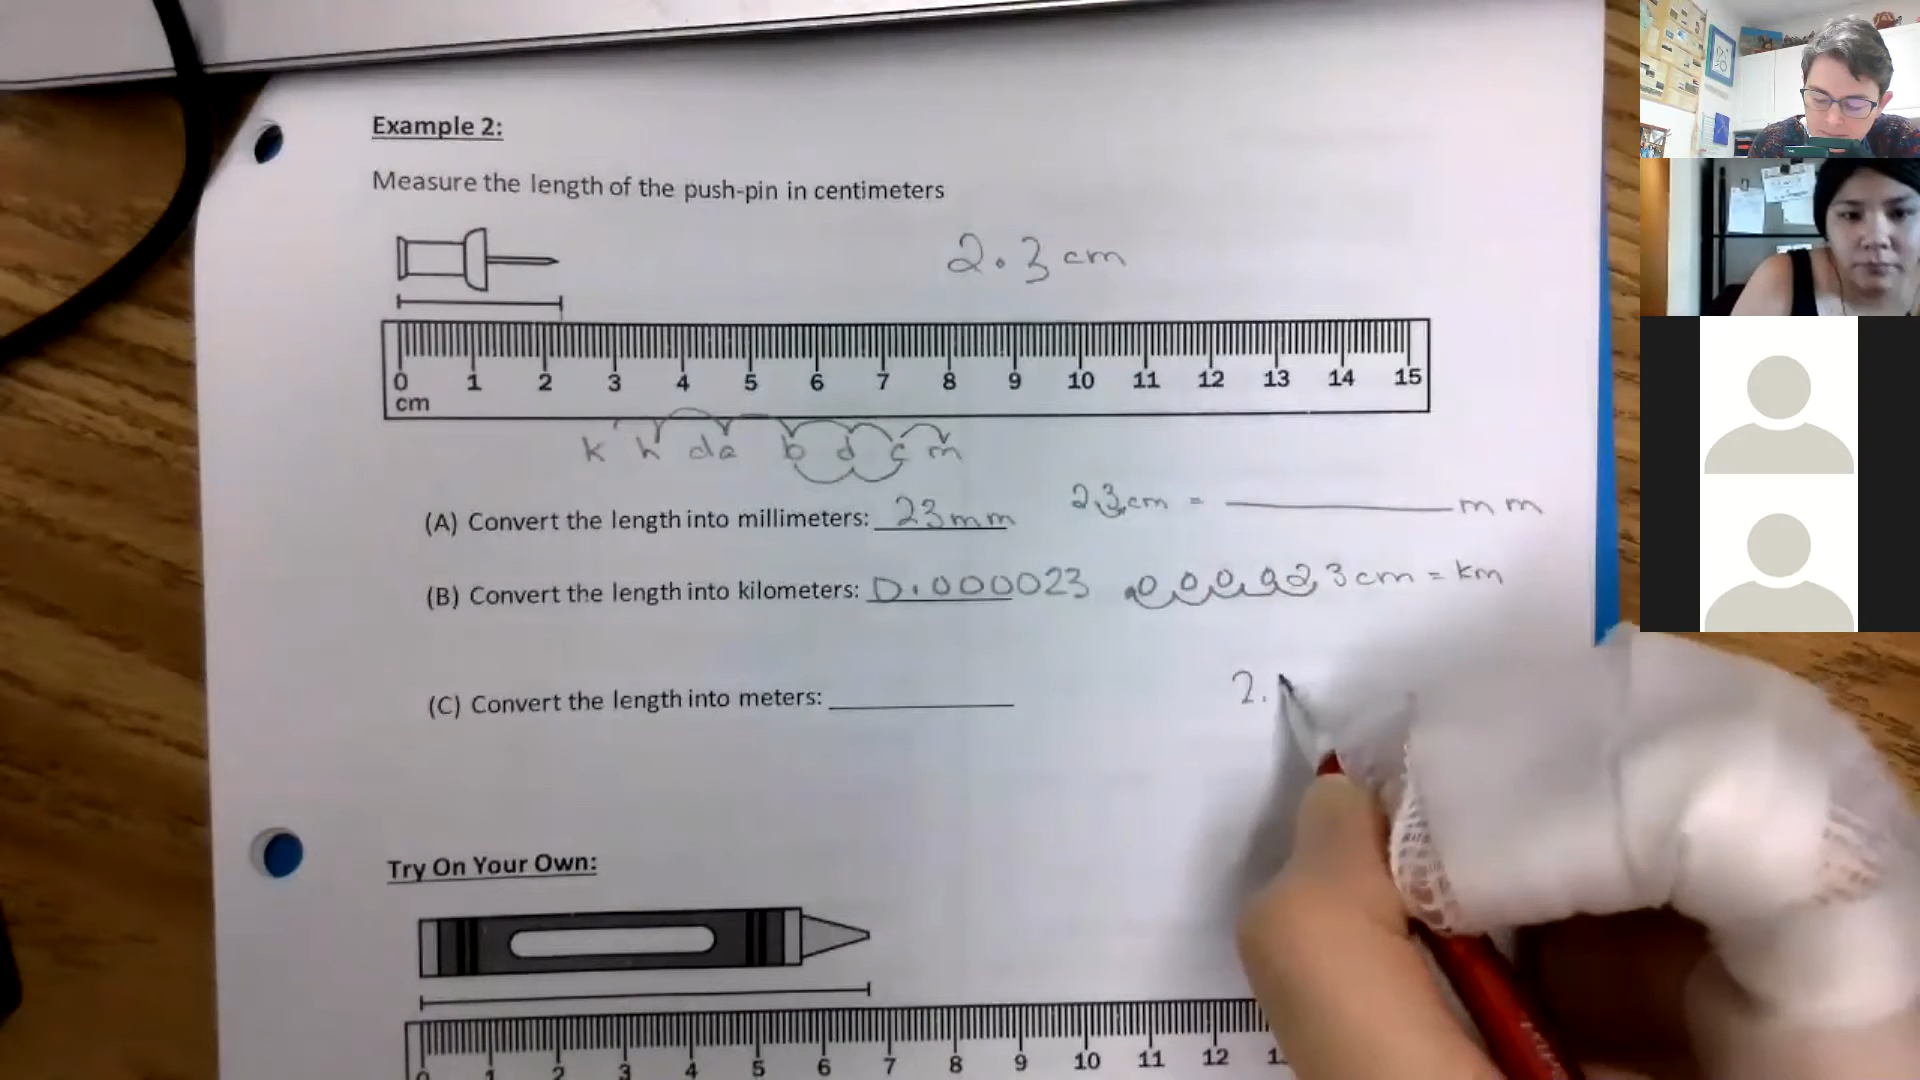 Example 2:
Measure the length of the push-pin in centimeters
2.3 cm
0 1 2 3 4 5 6 7 8 9 10 11 12 13 14 15
cm
k h da b d c m
(A) Convert the length into millimeters: 23mm 2.3cm = mm
(B) Convert the length into kilometers: 0.000023 .000023cm = km
(C) Convert the length into meters: 2.
Try On Your Own:
0 1 2 3 4 5 6 7 8 9 10 11 12